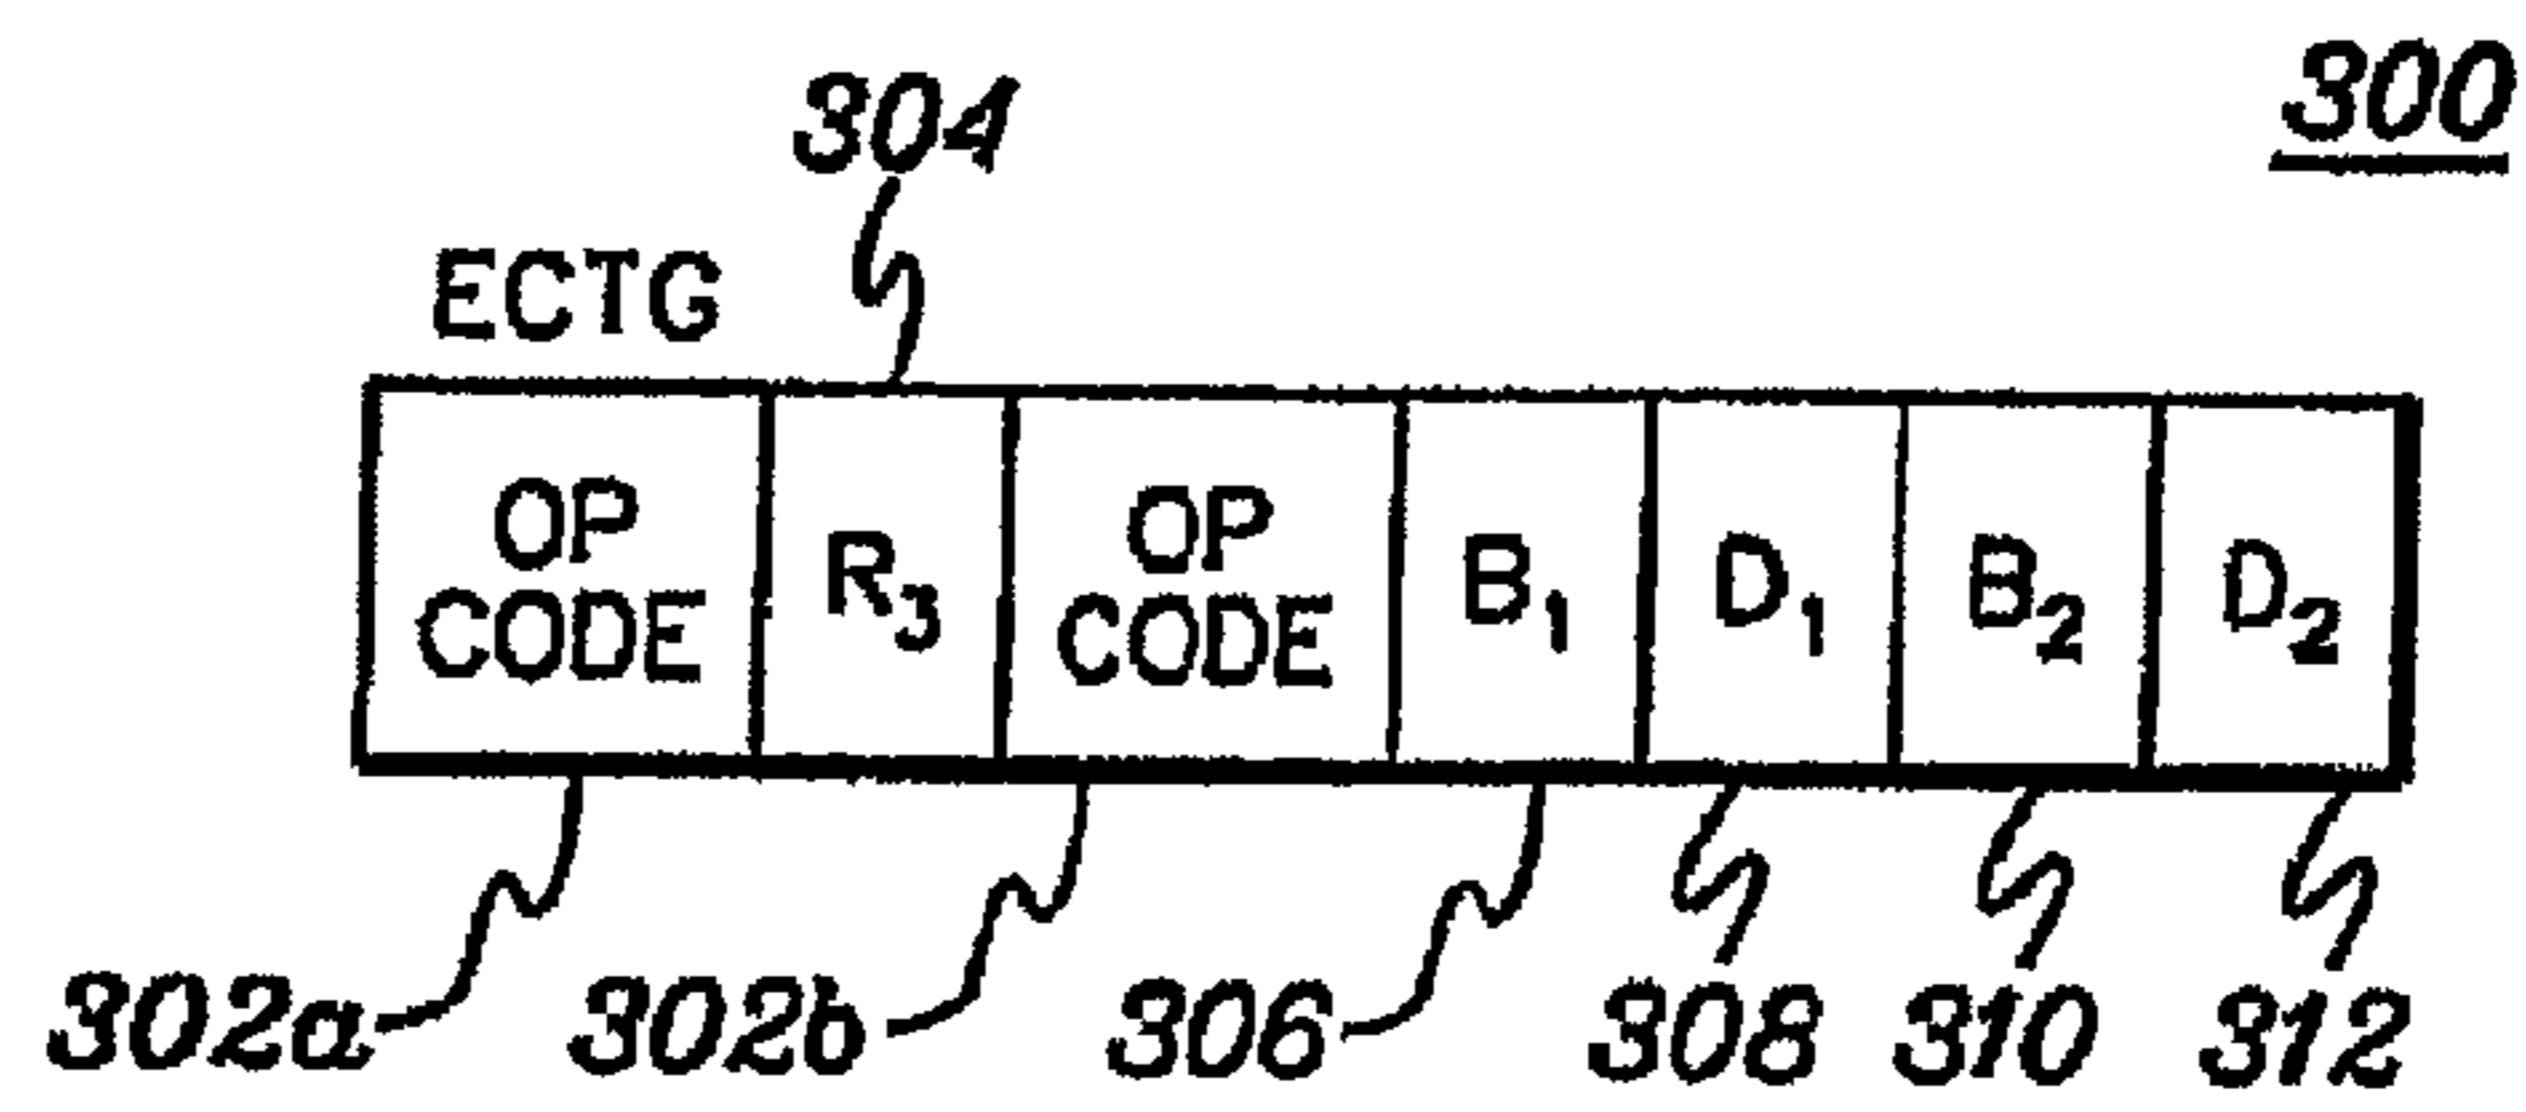 300
304
ECTG
OP CODE
R3
OP CODE
B1
D1
B2
D2
302a
302b
306
308
310
312